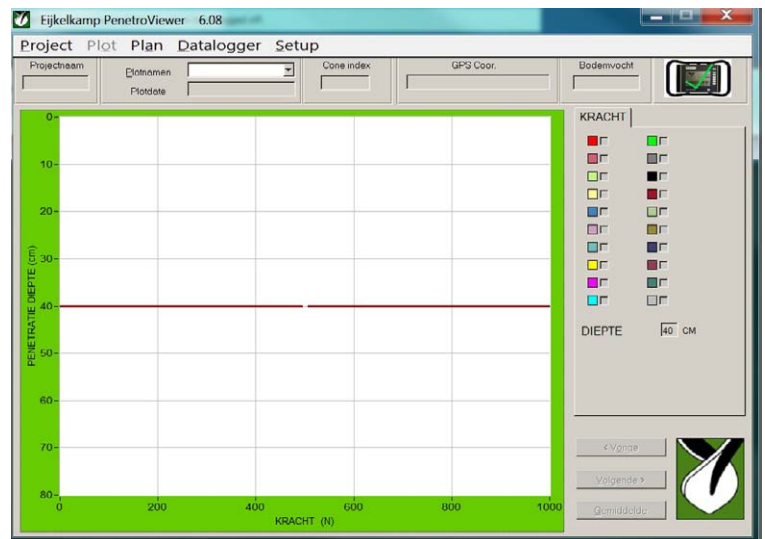 Eijkelkamp PenetroViewer 6.08
Project Plot Plan Datalogger Setup
Projectnaam
Plotnamen
Plotdate
Cone index
GPS Coor.
Bodemvocht
KRACHT
DIEPTE 40 CM
< Vorige
Volgende >
Gemiddelde
PENETRATIE DIEPTE (cm)
0
10
20
30
40
50
60
70
80
0 200 400 600 800 1000
KRACHT (N)